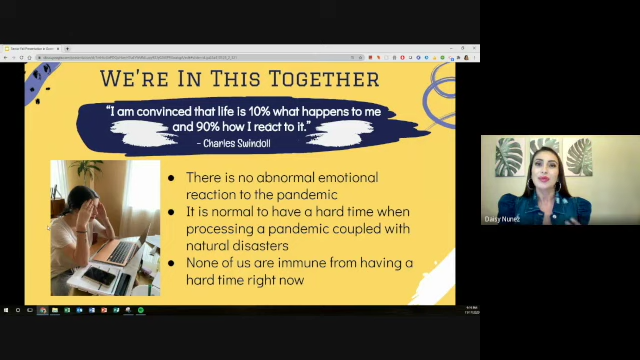 WE'RE IN THIS TOGETHER
"I am convinced that life is 10% what happens to me
and 90% how I react to it."
- Charles Swindoll
There is no abnormal emotional
reaction to the pandemic
It is normal to have a hard time when
processing a pandemic coupled with
natural disasters
None of us are immune from having a
hard time right now
Daisy Nunez